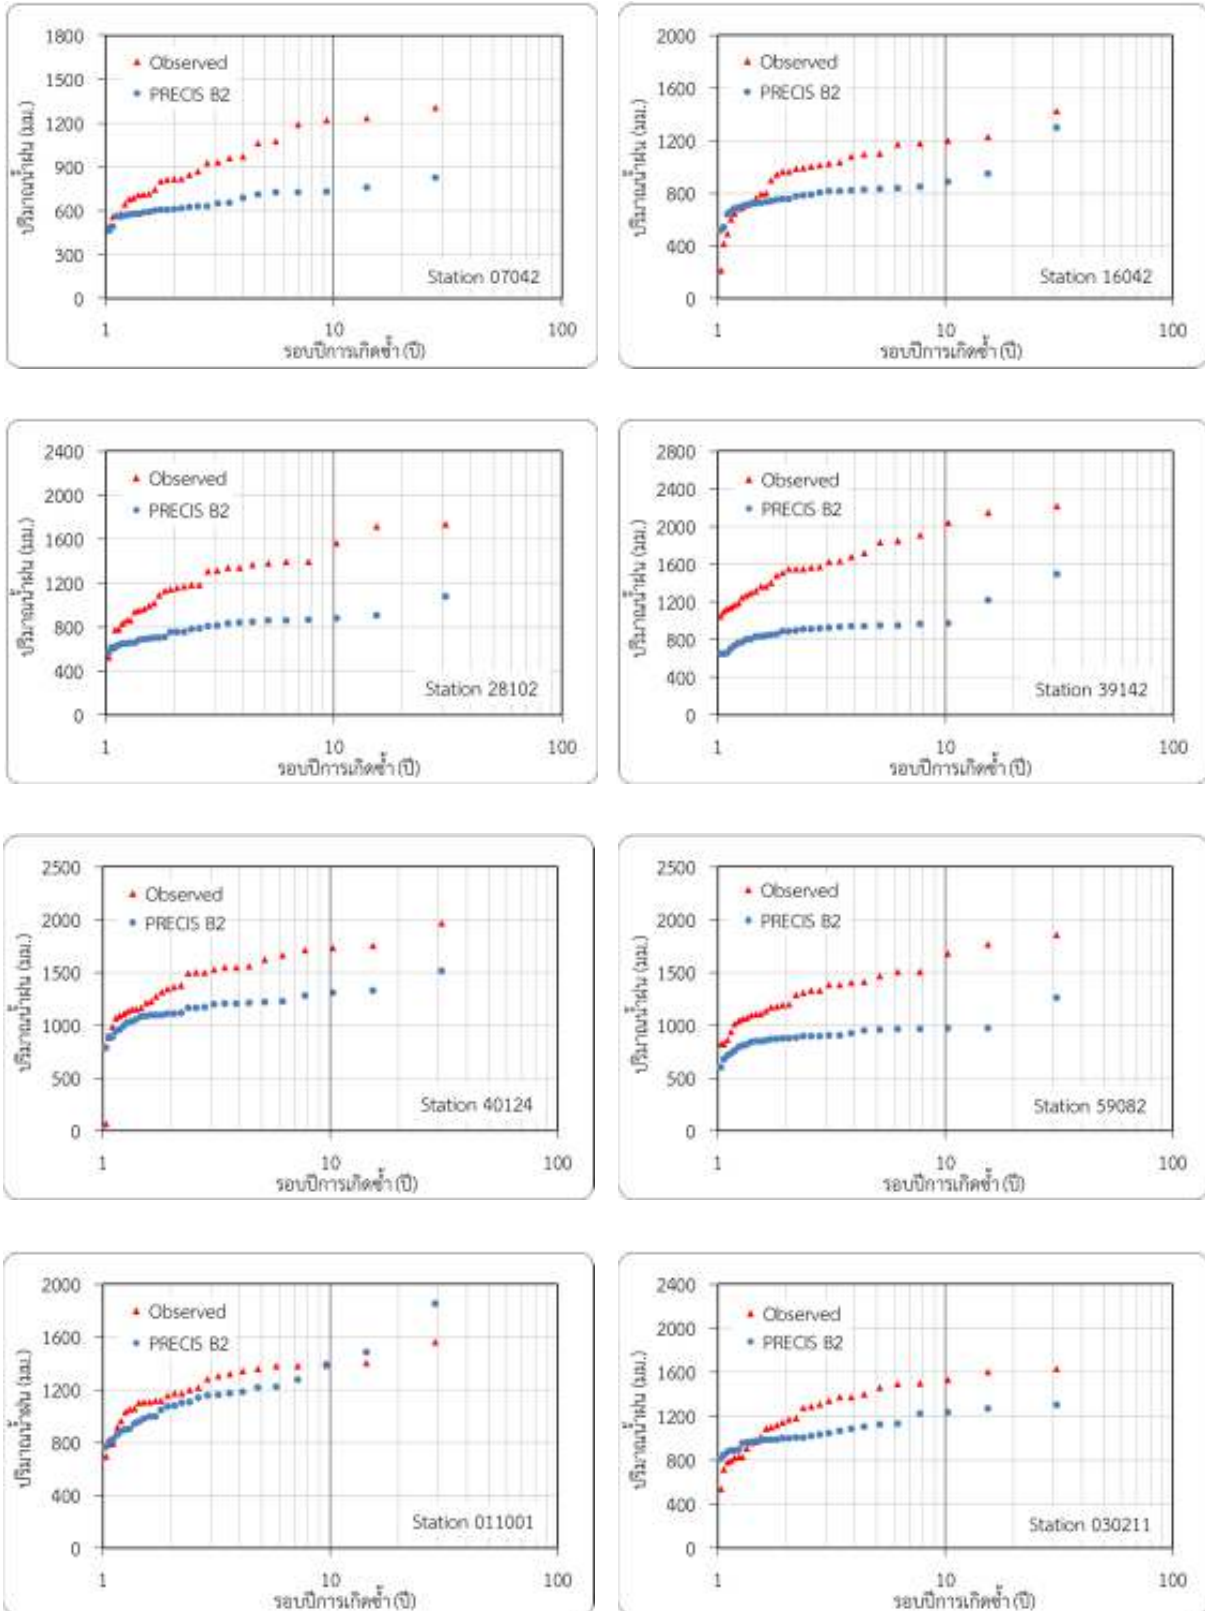 1800
1500
1200
900
600
300
0
ปริมาณน้ำฝน (มม.)
Observed
PRECIS B2
Station 07042
1
10
100
รอบปีการเกิดซ้ำ (ปี)
2000
1600
1200
800
400
0
ปริมาณน้ำฝน (มม.)
Observed
PRECIS B2
Station 16042
1
10
100
รอบปีการเกิดซ้ำ (ปี)
2400
2000
1600
1200
800
400
0
ปริมาณน้ำฝน (มม.)
Observed
PRECIS B2
Station 28102
1
10
100
รอบปีการเกิดซ้ำ (ปี)
2800
2400
2000
1600
1200
800
400
0
ปริมาณน้ำฝน (มม.)
Observed
PRECIS B2
Station 39142
1
10
100
รอบปีการเกิดซ้ำ (ปี)
2500
2000
1500
1000
500
0
ปริมาณน้ำฝน (มม.)
Observed
PRECIS B2
Station 40124
1
10
100
รอบปีการเกิดซ้ำ (ปี)
2500
2000
1500
1000
500
0
ปริมาณน้ำฝน (มม.)
Observed
PRECIS B2
Station 59082
1
10
100
รอบปีการเกิดซ้ำ (ปี)
2000
1600
1200
800
400
0
ปริมาณน้ำฝน (มม.)
Observed
PRECIS B2
Station 011001
1
10
100
รอบปีการเกิดซ้ำ (ปี)
2400
2000
1600
1200
800
400
0
ปริมาณน้ำฝน (มม.)
Observed
PRECIS B2
Station 030211
1
10
100
รอบปีการเกิดซ้ำ (ปี)